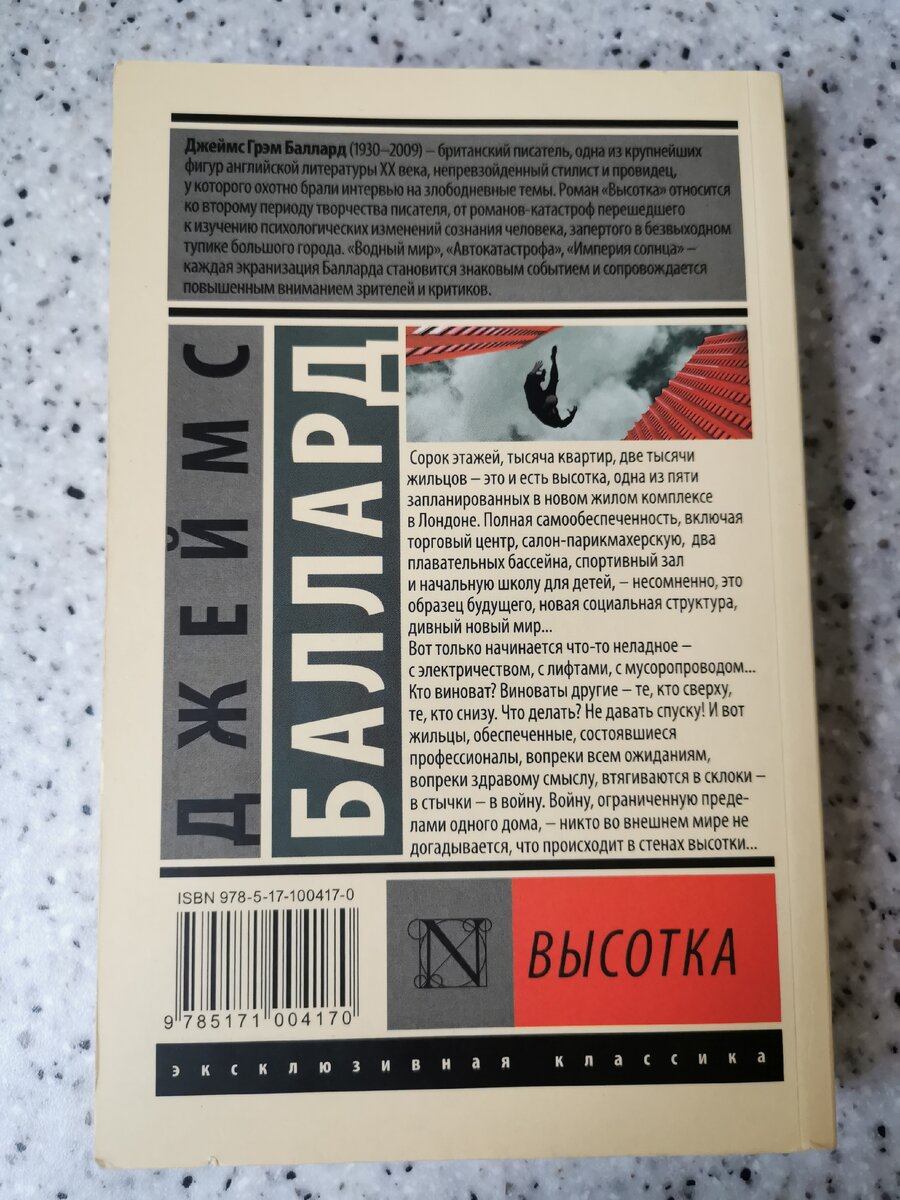 Джеймс Грэм Баллард (1930–2009) – британский писатель, одна из крупнейших
фигур английской литературы XX века, непревзойденный стилист и провидец,
у которого охотно брали интервью на злободневные темы. Роман «Высотка» относится
ко второму периоду творчества писателя, от романов-катастроф перешедшего
к изучению психологических изменений сознания человека, запертого в безвыходном
тупике большого города. «Водный мир», «Автокатастрофа», «Империя солнца» –
каждая экранизация Балларда становится знаковым событием и сопровождается
повышенным вниманием зрителей и критиков.
ДЖЕЙМС
БАЛЛАРД
Сорок этажей, тысяча квартир, две тысячи
жильцов – это и есть высотка, одна из пяти
запланированных в новом жилом комплексе
в Лондоне. Полная самообеспеченность, включая
торговый центр, салон-парикмахерскую, два
плавательных бассейна, спортивный зал
и начальную школу для детей, – несомненно, это
образец будущего, новая социальная структура,
дивный новый мир...
Вот только начинается что-то неладное –
с электричеством, с лифтами, с мусоропроводом...
Кто виноват? Виноваты другие – те, кто сверху,
те, кто снизу. Что делать? Не давать спуску! И вот
жильцы, обеспеченные, состоявшиеся
профессионалы, вопреки всем ожиданиям,
вопреки здравому смыслу, втягиваются в склоки –
в стычки – в войну. Войну, ограниченную преде-
лами одного дома, – никто во внешнем мире не
догадывается, что происходит в стенах высотки...
ISBN 978-5-17-100417-0
9 785171 004170
N
ВЫСОТКА
эксклюзивная классика